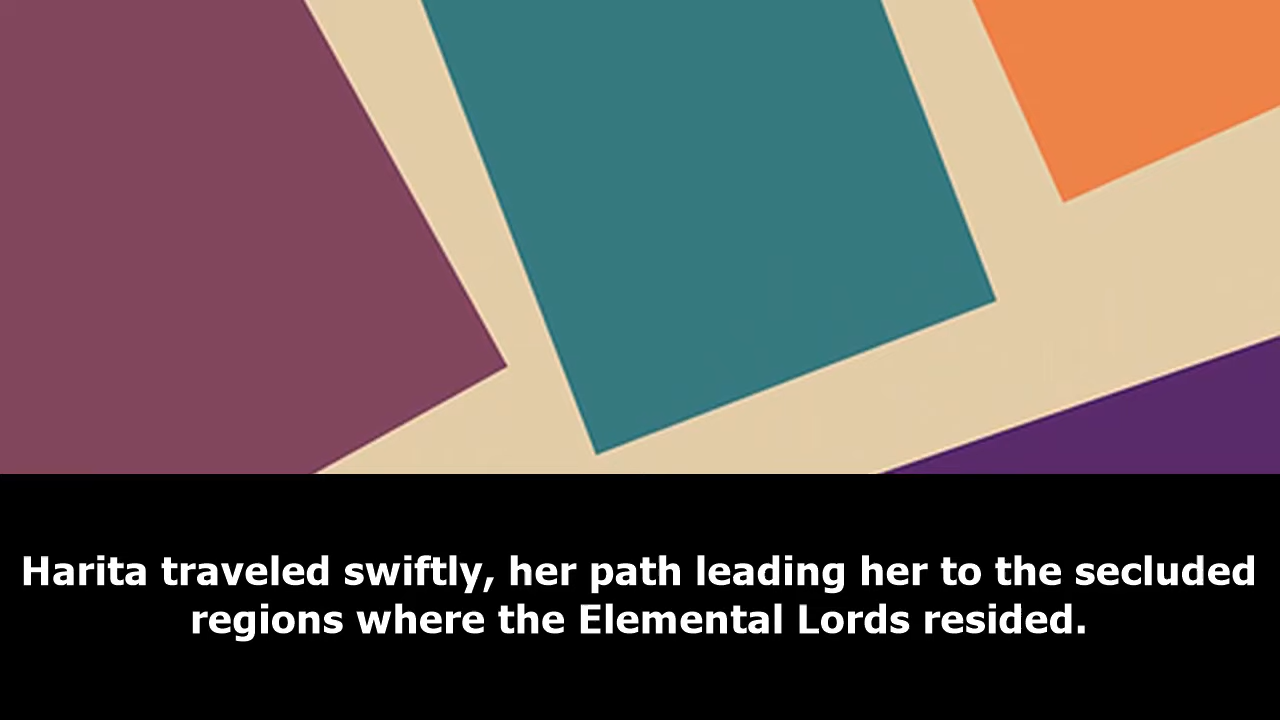 Harita traveled swiftly, her path leading her to the secluded
regions where the Elemental Lords resided.